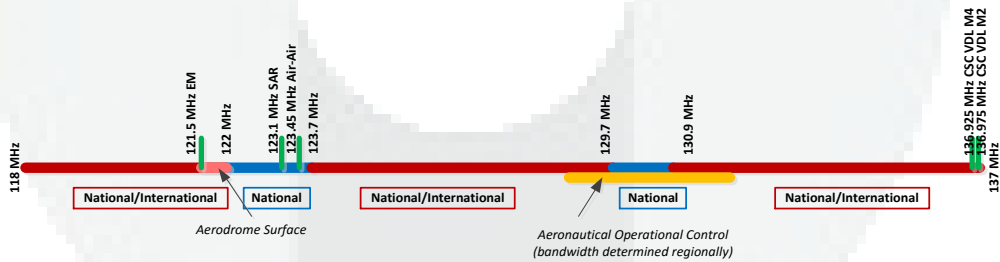 118 MHz
121.5 MHz EM
122 MHz
123.1 MHz SAR
123.45 MHz Air-Air
123.7 MHz
129.7 MHz
130.9 MHz
136.925 MHz CSC VDL M4
136.975 MHz CSC VDL M2
137 MHz
National/International
National
National/International
National
National/International
Aerodrome Surface
Aeronautical Operational Control
(bandwidth determined regionally)